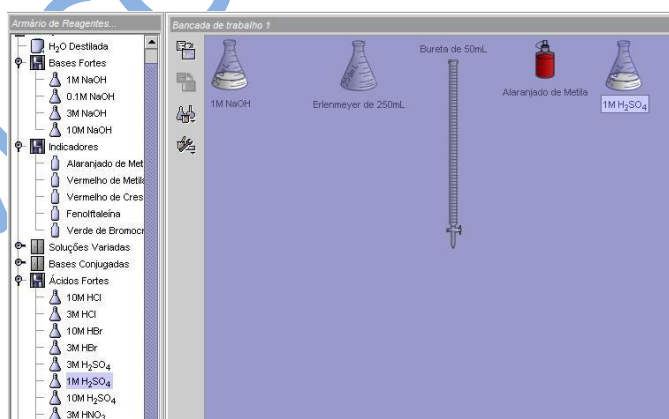 Armário de Reagentes...
H₂O Destilada
Bases Fortes
1M NaOH
0.1M NaOH
3M NaOH
10M NaOH
Indicadores
Alaranjado de Met
Vermelho de Metila
Vermelho de Cres
Fenolftaleína
Verde de Bromocr
Soluções Variadas
Bases Conjugadas
Ácidos Fortes
10M HCl
3M HCl
10M HBr
3M HBr
3M H₂SO₄
1M H₂SO₄
10M H₂SO₄
3M HNO₃
Bancada de trabalho 1
1M NaOH
Erlenmeyer de 250mL
Bureta de 50mL
Alaranjado de Metila
1M H₂SO₄